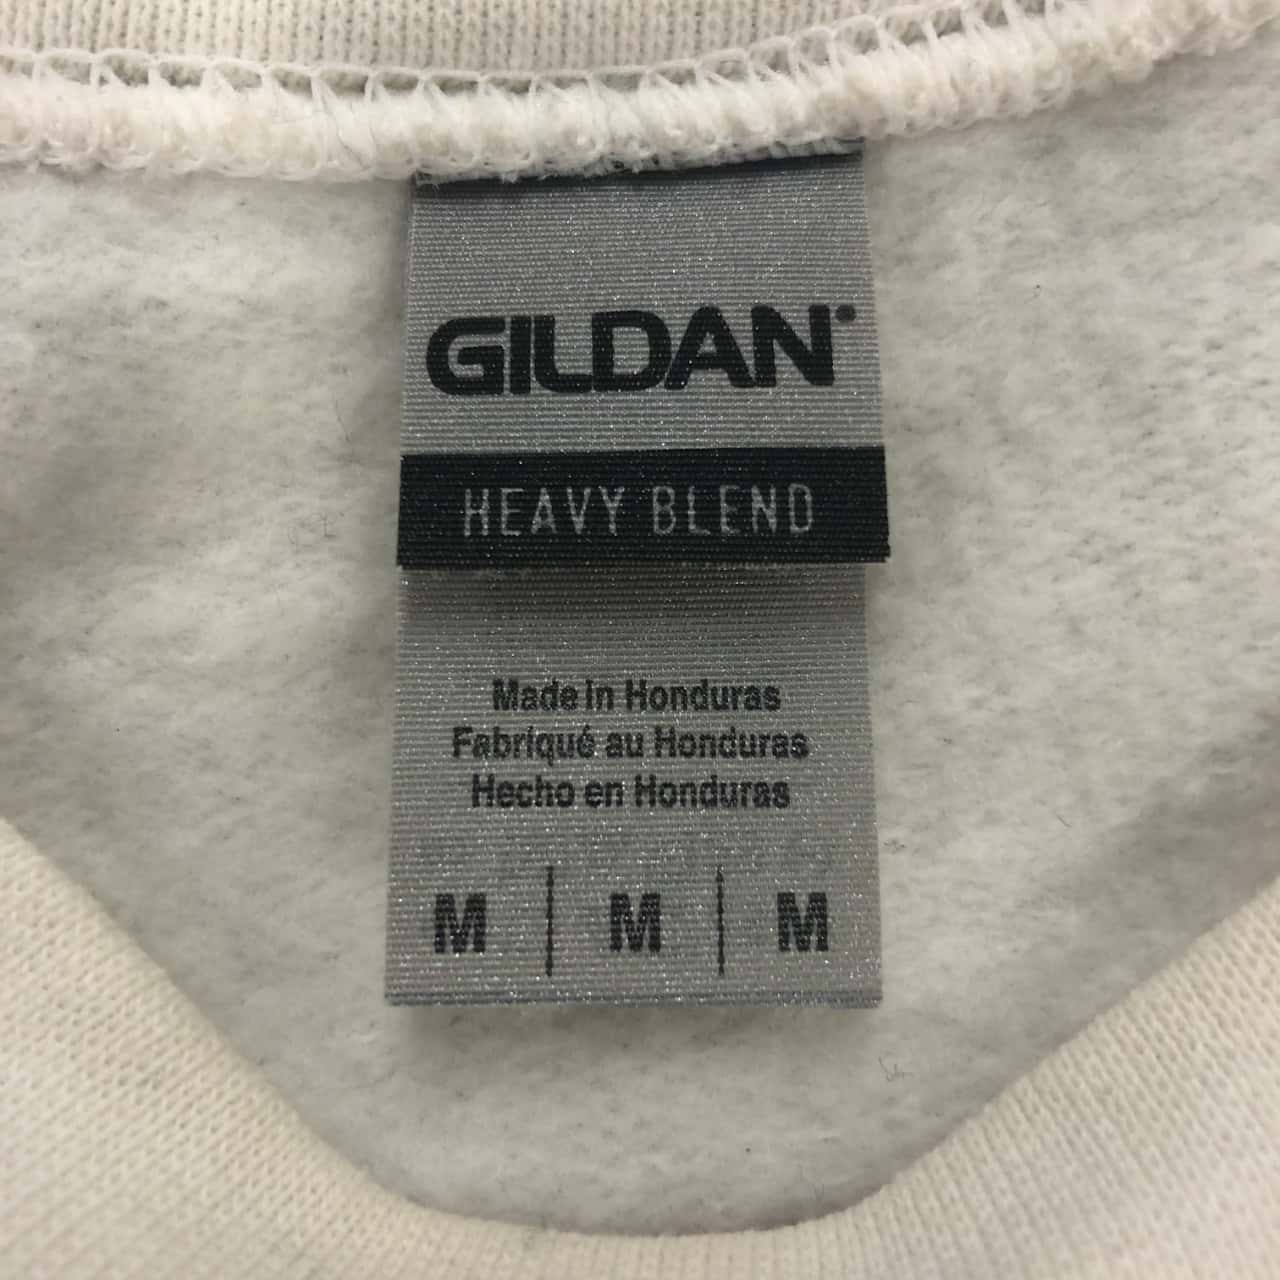 GILDAN
HEAVY BLEND
Made in Honduras
Fabriqué au Honduras
Hecho en Honduras
M | M | M